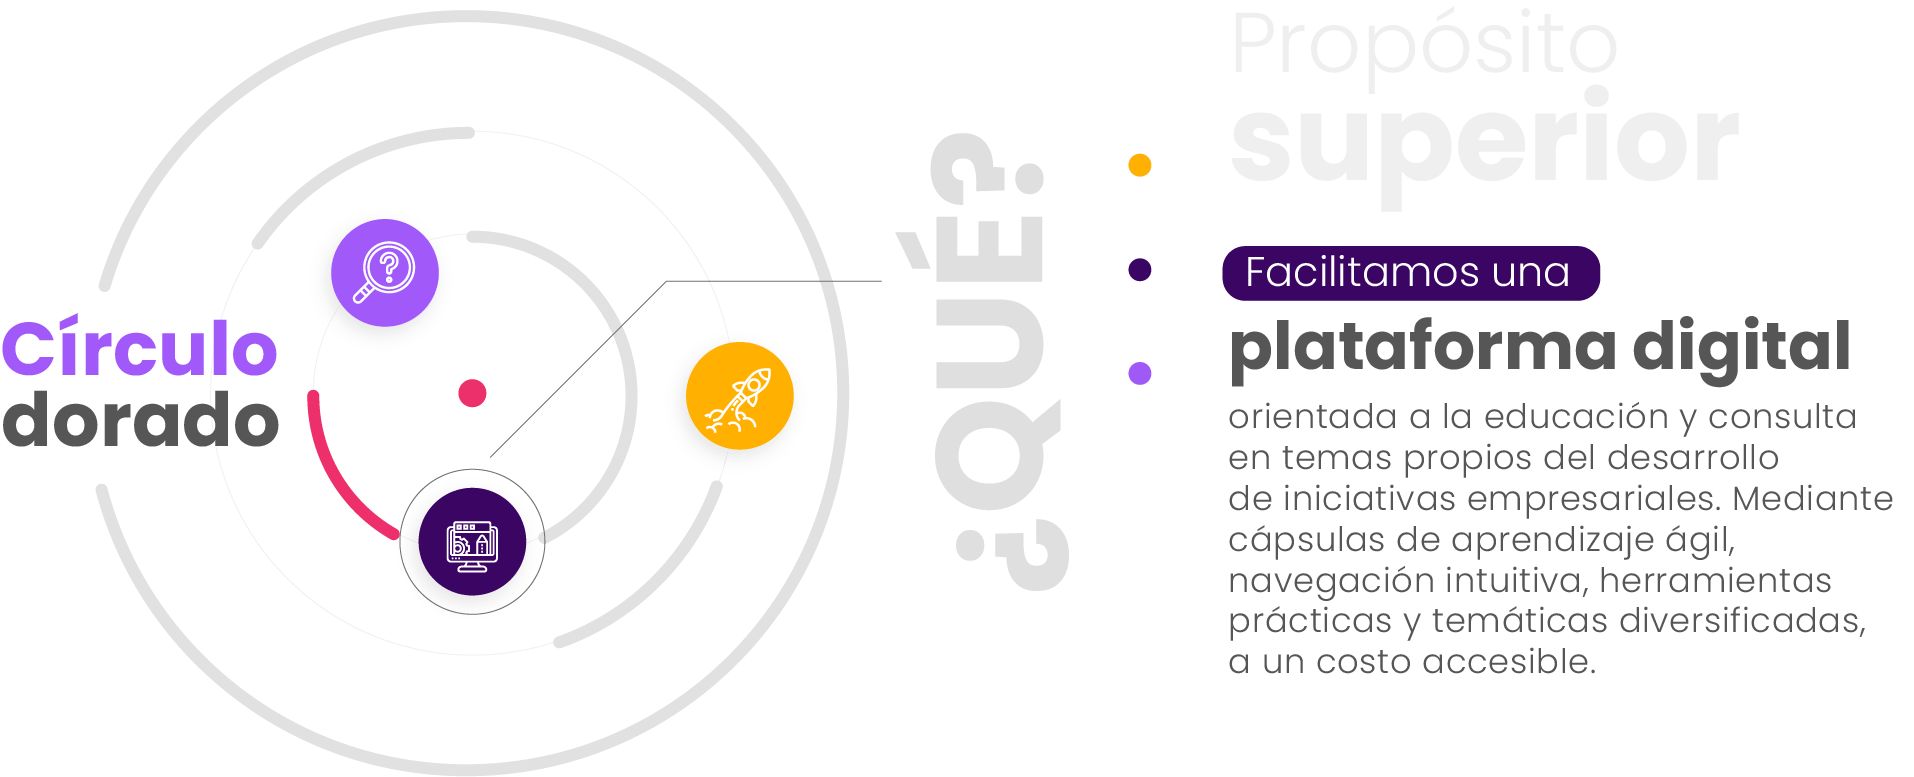 Círculo
dorado
¿QUÉ?
Propósito
superior
Facilitamos una
plataforma digital
orientada a la educación y consulta
en temas propios del desarrollo
de iniciativas empresariales. Mediante
cápsulas de aprendizaje ágil,
navegación intuitiva, herramientas
prácticas y temáticas diversificadas,
a un costo accesible.